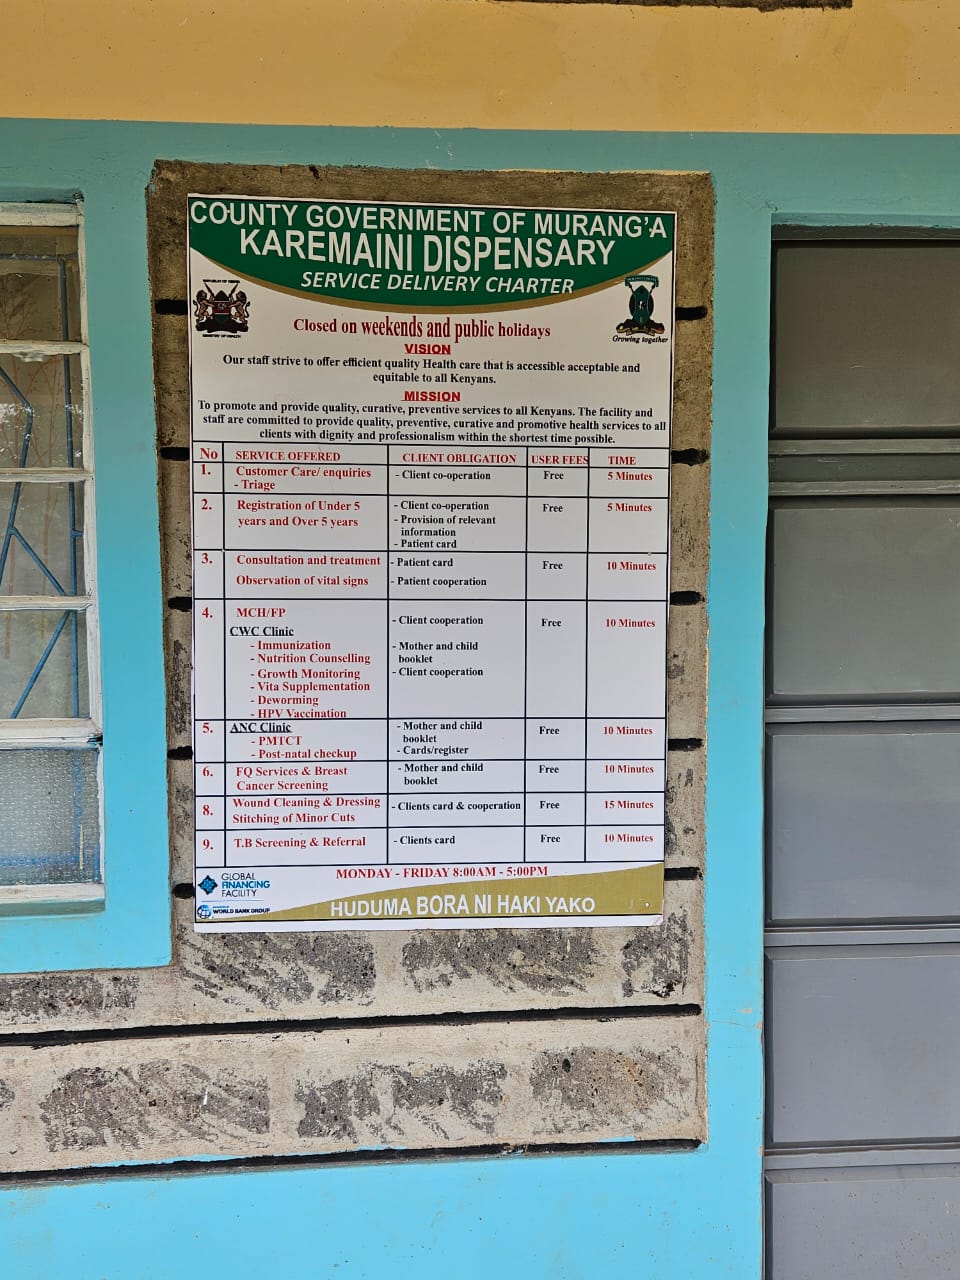 COUNTY GOVERNMENT OF MURANG'A
KAREMAINI DISPENSARY
SERVICE DELIVERY CHARTER
REPUBLIC OF KENYA
MINISTRY OF HEALTH
Growing together
Closed on weekends and public holidays
VISION
Our staff strive to offer efficient quality Health care that is accessible acceptable and
equitable to all Kenyans.
MISSION
To promote and provide quality, curative, preventive services to all Kenyans. The facility and
staff are committed to provide quality, preventive, curative and promotive health services to all
clients with dignity and professionalism within the shortest time possible.
No SERVICE OFFERED CLIENT OBLIGATION USER FEES TIME
1. Customer Care/ enquiries - Client co-operation Free 5 Minutes
- Triage
2. Registration of Under 5 - Client co-operation Free 5 Minutes
years and Over 5 years - Provision of relevant
information
- Patient card
3. Consultation and treatment - Patient card Free 10 Minutes
Observation of vital signs - Patient cooperation
4. MCH/FP - Client cooperation Free 10 Minutes
CWC Clinic
- Immunization - Mother and child
- Nutrition Counselling booklet
- Growth Monitoring - Client cooperation
- Vita Supplementation
- Deworming
- HPV Vaccination
5. ANC Clinic - Mother and child Free 10 Minutes
- PMTCT booklet
- Post-natal checkup - Cards/register
6. FQ Services & Breast - Mother and child Free 10 Minutes
Cancer Screening booklet
8. Wound Cleaning & Dressing - Clients card & cooperation Free 15 Minutes
Stitching of Minor Cuts
9. T.B Screening & Referral - Clients card Free 10 Minutes
MONDAY - FRIDAY 8:00AM - 5:00PM
GLOBAL
FINANCING
FACILITY
WORLD BANK GROUP
HUDUMA BORA NI HAKI YAKO